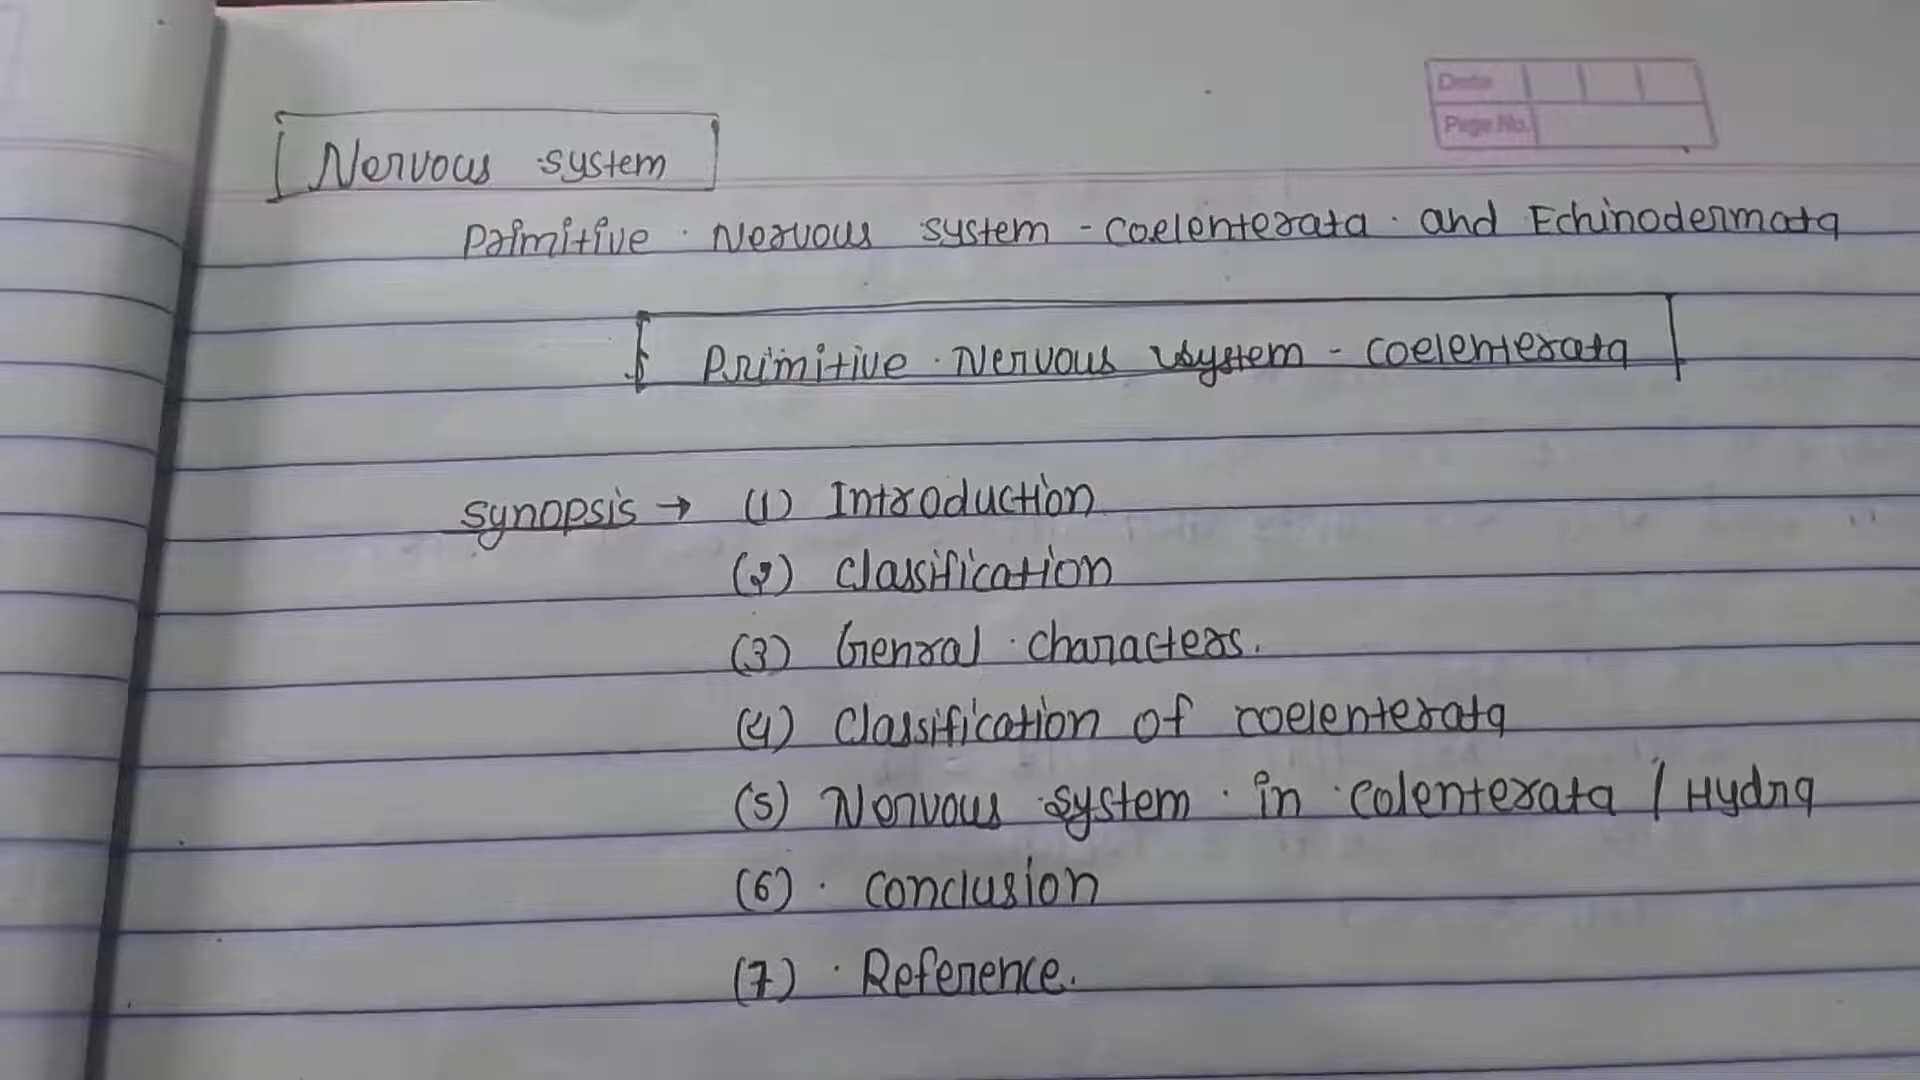 Date
Page No.
Nervous system
Primitive Nervous system - coelenterata and Echinodermata
Primitive Nervous system - coelenterata
synopsis → (1) Introduction
(2) classification
(3) Genral characters.
(4) classification of coelenterata
(5) Nervous system in colenterata / Hydra
(6) conclusion
(7) Reference.